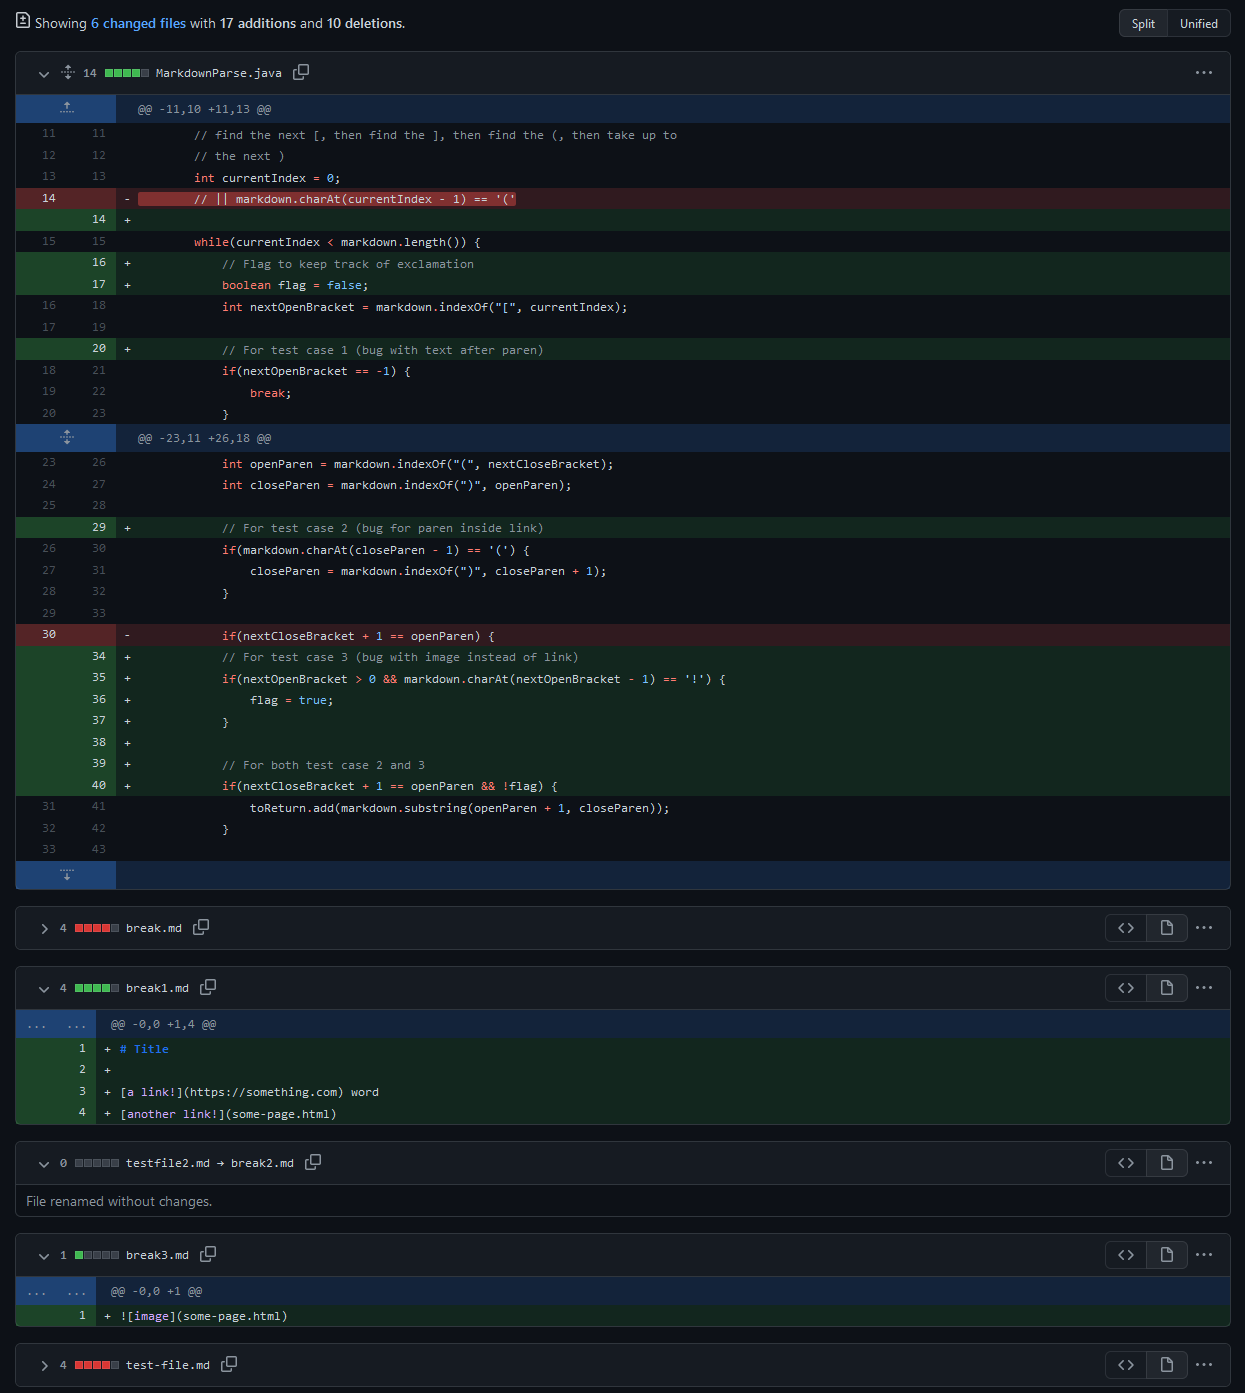 Showing 6 changed files with 17 additions and 10 deletions.
Split Unified
14 MarkdownParse.java
@@ -11,10 +11,13 @@
11 11 // find the next [, then find the ], then find the (, then take up to
12 12 // the next )
13 13 int currentIndex = 0;
14 - // || markdown.charAt(currentIndex - 1) == '('
14 +
15 15 while(currentIndex < markdown.length()) {
16 + // Flag to keep track of exclamation
17 + boolean flag = false;
16 18 int nextOpenBracket = markdown.indexOf("[", currentIndex);
17 19
20 + // For test case 1 (bug with text after paren)
18 21 if(nextOpenBracket == -1) {
19 22 break;
20 23 }
@@ -23,11 +26,18 @@
23 26 int openParen = markdown.indexOf("(", nextCloseBracket);
24 27 int closeParen = markdown.indexOf(")", openParen);
25 28
29 + // For test case 2 (bug for paren inside link)
26 30 if(markdown.charAt(closeParen - 1) == '(') {
27 31 closeParen = markdown.indexOf(")", closeParen + 1);
28 32 }
29 33
30 - if(nextCloseBracket + 1 == openParen) {
34 + // For test case 3 (bug with image instead of link)
35 + if(nextOpenBracket > 0 && markdown.charAt(nextOpenBracket - 1) == '!') {
36 + flag = true;
37 + }
38 +
39 + // For both test case 2 and 3
40 + if(nextCloseBracket + 1 == openParen && !flag) {
31 41 toReturn.add(markdown.substring(openParen + 1, closeParen));
32 42 }
33 43
4 break.md
4 break1.md
... ... @@ -0,0 +1,4 @@
1 + # Title
2 +
3 + [a link!](https://something.com) word
4 + [another link!](some-page.html)
0 testfile2.md → break2.md
File renamed without changes.
1 break3.md
... ... @@ -0,0 +1 @@
1 + ![image](some-page.html)
4 test-file.md